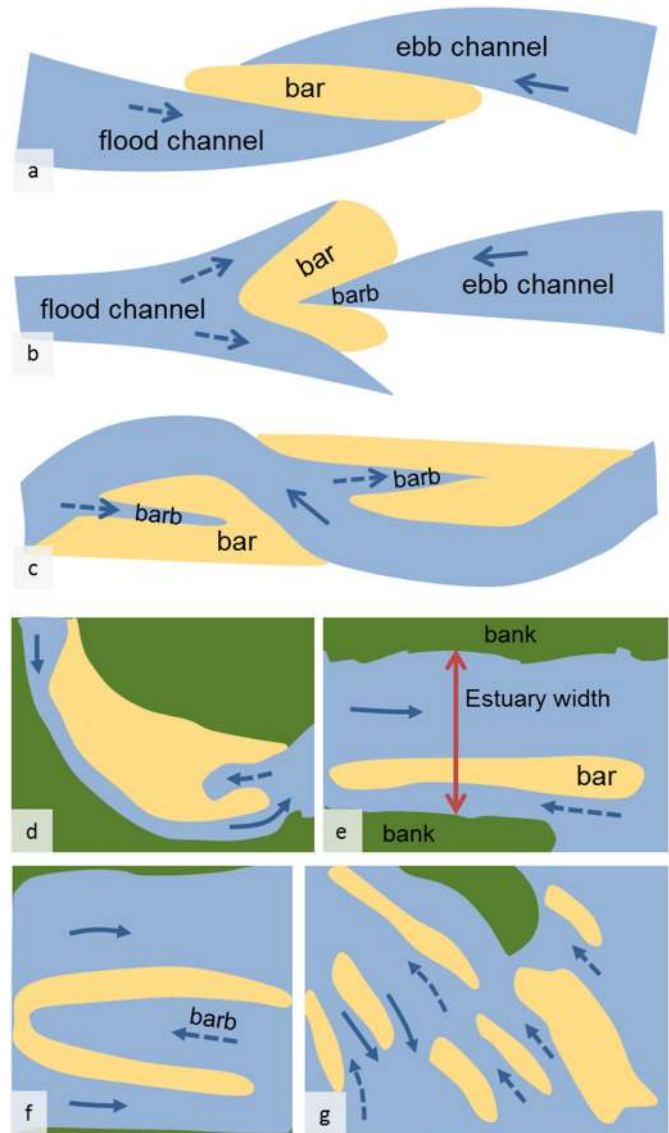 ebb channel
bar
flood channel
a
bar
barb
flood channel
ebb channel
b
barb
barb
bar
c
d
bank
Estuary width
bar
bank
e
barb
f
g